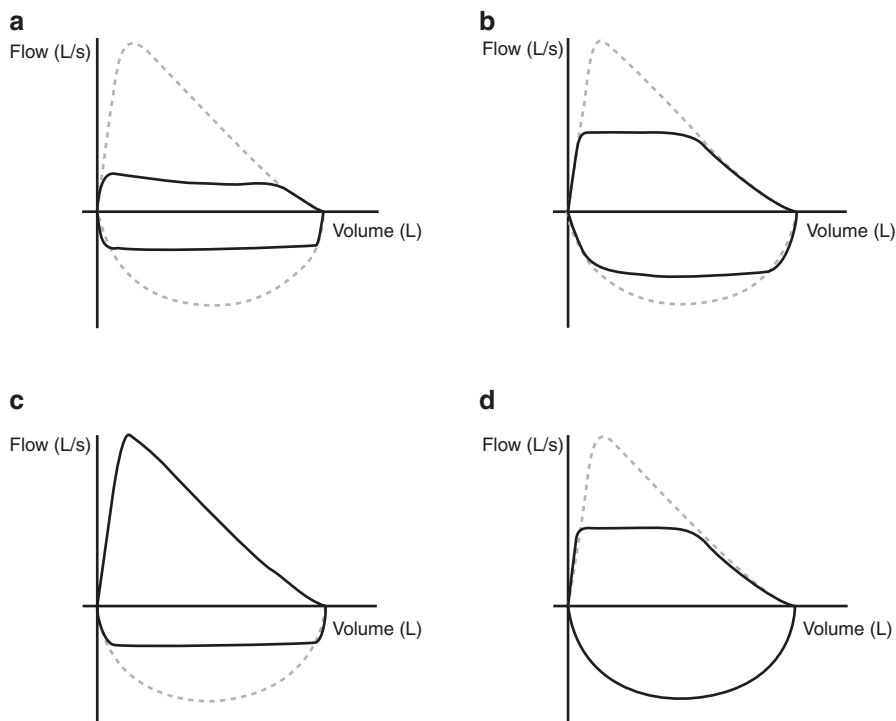 a
Flow (L/s)
Volume (L)
b
Flow (L/s)
Volume (L)
c
Flow (L/s)
Volume (L)
d
Flow (L/s)
Volume (L)